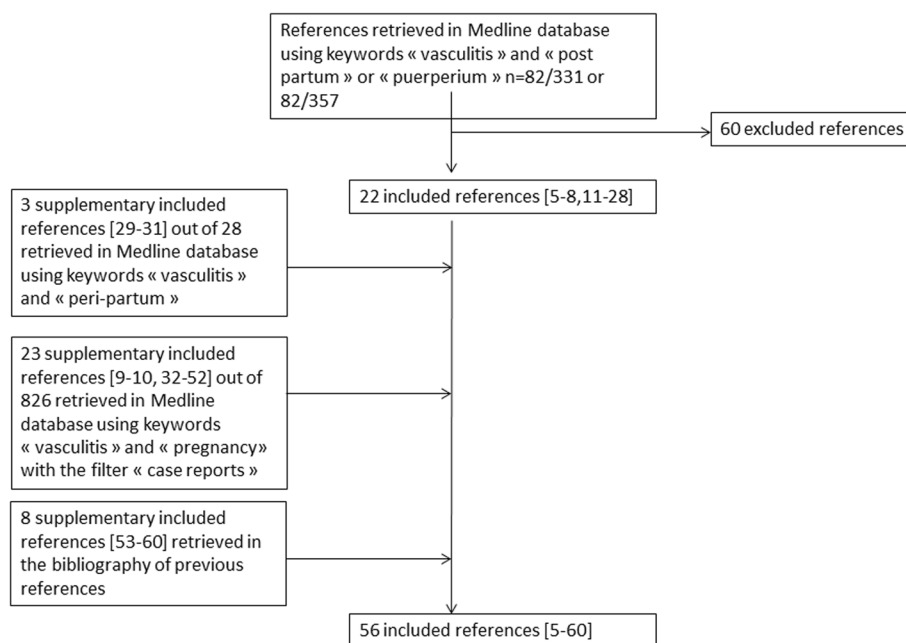 References retrieved in Medline database
using keywords « vasculitis » and « post
partum » or « puerperium » n=82/331 or
82/357
60 excluded references
22 included references [5-8,11-28]
3 supplementary included
references [29-31] out of 28
retrieved in Medline database
using keywords « vasculitis »
and « peri-partum »
23 supplementary included
references [9-10, 32-52] out of
826 retrieved in Medline
database using keywords
« vasculitis » and « pregnancy»
with the filter « case reports »
8 supplementary included
references [53-60] retrieved in
the bibliography of previous
references
56 included references [5-60]